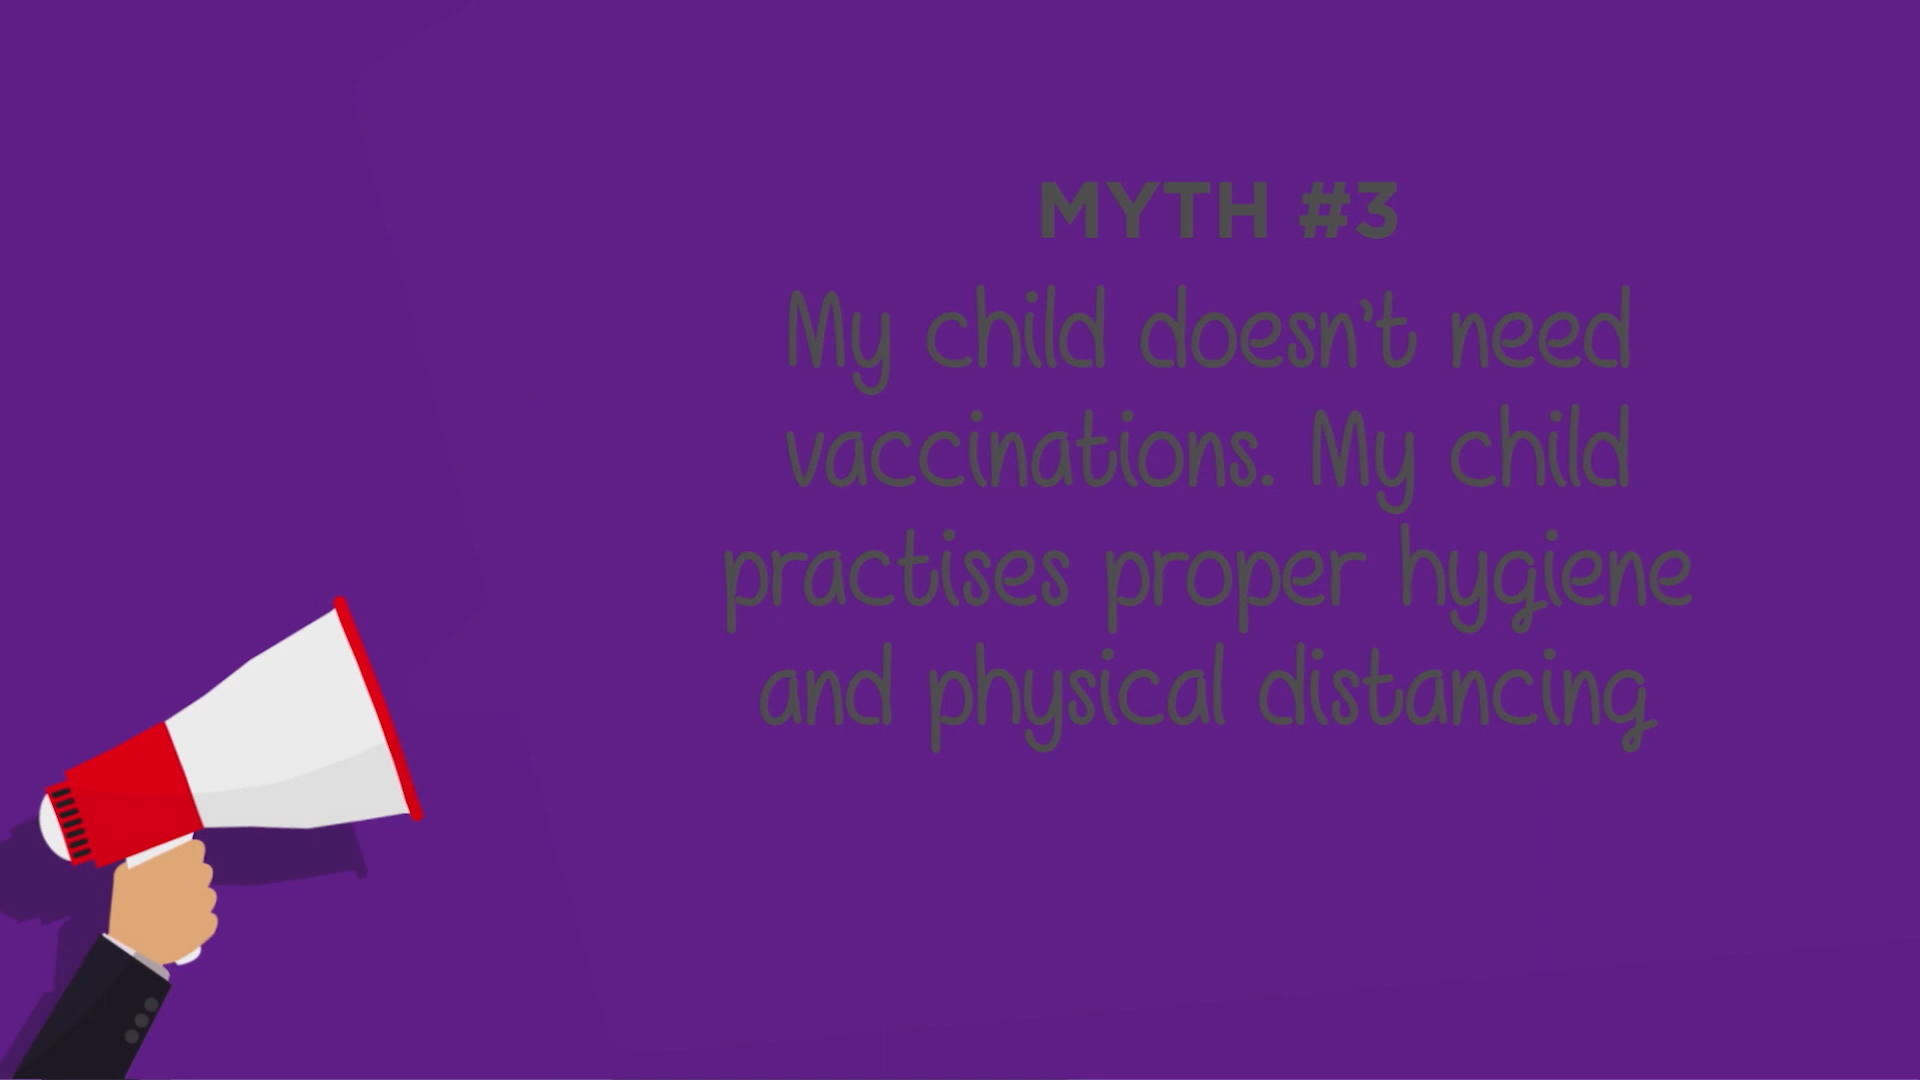 MYTH #3
My child doesn't need
vaccinations. My child
practises proper hygiene
and physical distancing